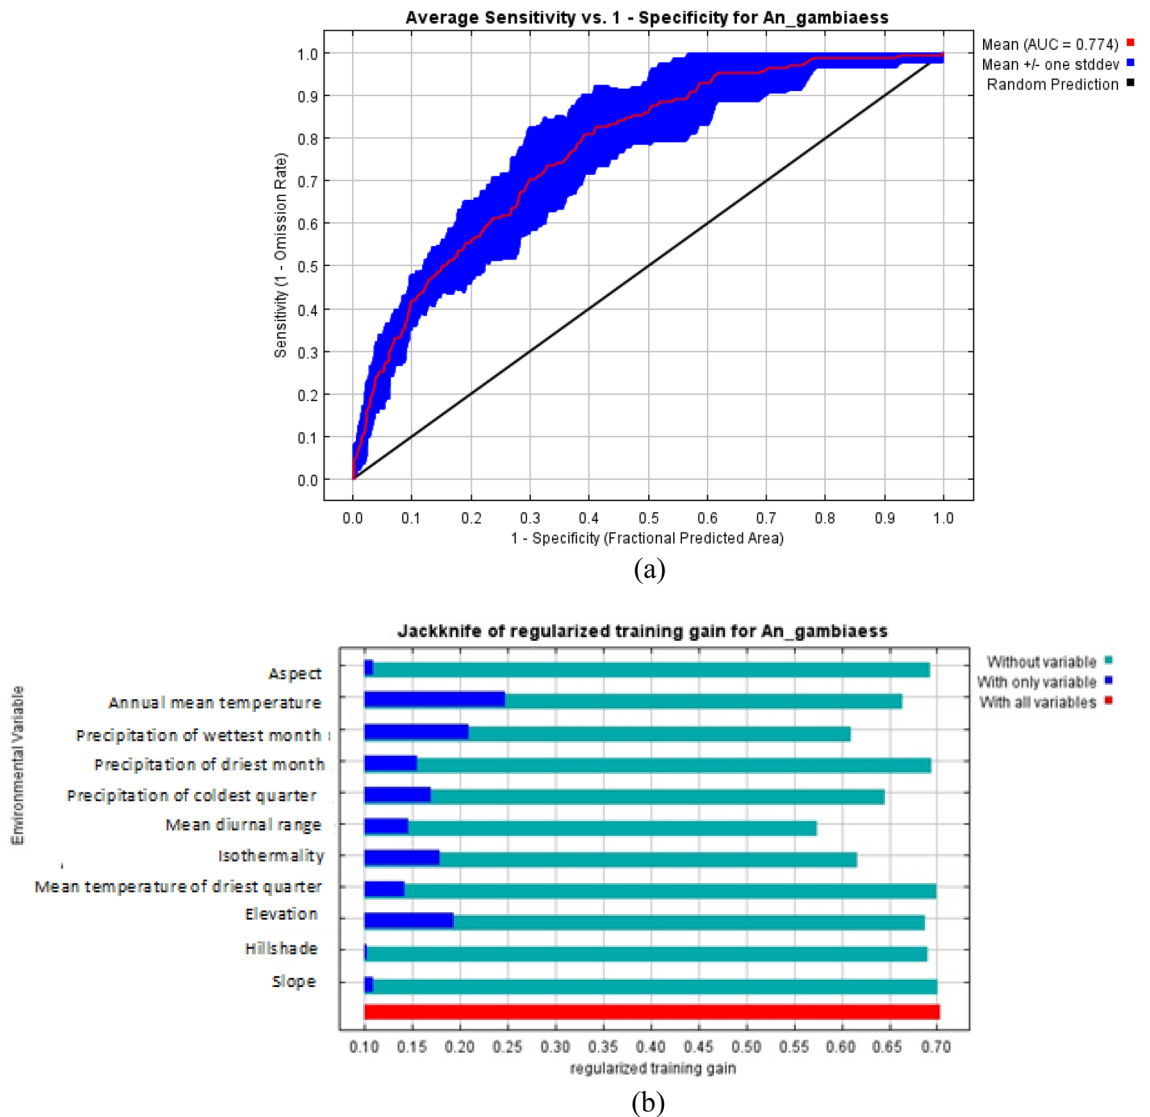 Average Sensitivity vs. 1 - Specificity for An_gambiaess
Mean (AUC = 0.774)
Mean +/- one stddev
Random Prediction
Sensitivity (1 - Omission Rate)
1.0
0.9
0.8
0.7
0.6
0.5
0.4
0.3
0.2
0.1
0.0
0.0 0.1 0.2 0.3 0.4 0.5 0.6 0.7 0.8 0.9 1.0
1 - Specificity (Fractional Predicted Area)
(a)
Jackknife of regularized training gain for An_gambiaess
Without variable
With only variable
With all variables
Environmental Variable
Aspect
Annual mean temperature
Precipitation of wettest month
Precipitation of driest month
Precipitation of coldest quarter
Mean diurnal range
Isothermality
Mean temperature of driest quarter
Elevation
Hillshade
Slope
0.10 0.15 0.20 0.25 0.30 0.35 0.40 0.45 0.50 0.55 0.60 0.65 0.70
regularized training gain
(b)